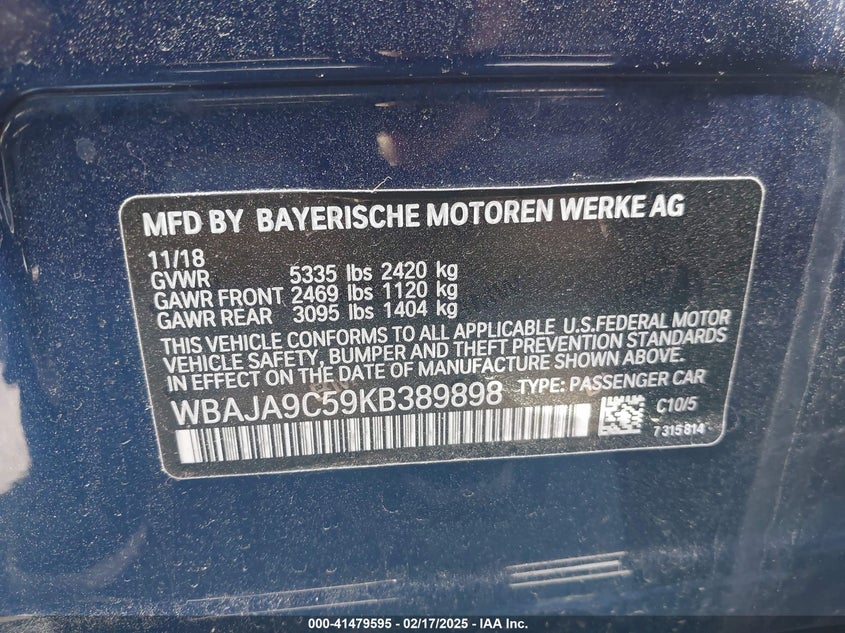 MFD BY BAYERISCHE MOTOREN WERKE AG
11/18
GVWR 5335 lbs 2420 kg
GAWR FRONT 2469 lbs 1120 kg
GAWR REAR 3095 lbs 1404 kg
THIS VEHICLE CONFORMS TO ALL APPLICABLE U.S.FEDERAL MOTOR
VEHICLE SAFETY, BUMPER AND THEFT PREVENTION STANDARDS
IN EFFECT ON THE DATE OF MANUFACTURE SHOWN ABOVE.
WBAJA9C59KB389898 TYPE: PASSENGER CAR
C10/5
7315814
000-41479595 - 02/17/2025 - IAA Inc.